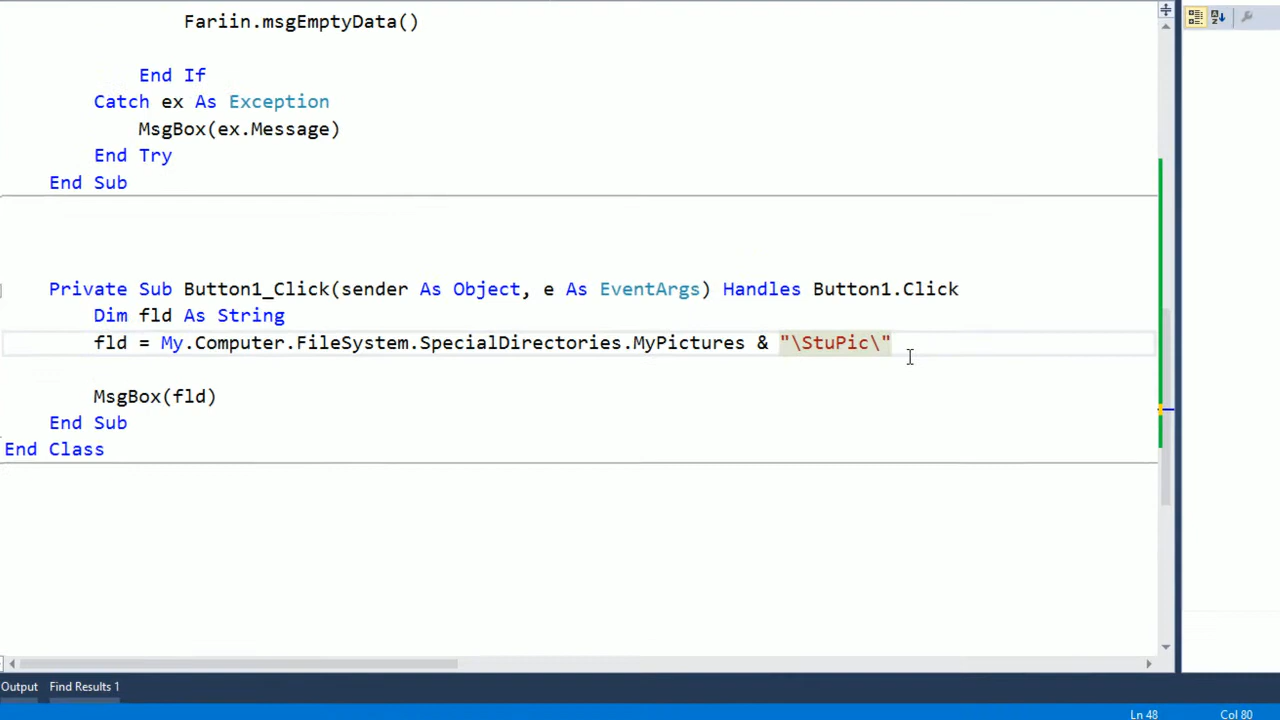 Fariin.msgEmptyData()
End If
Catch ex As Exception
MsgBox(ex.Message)
End Try
End Sub
Private Sub Button1_Click(sender As Object, e As EventArgs) Handles Button1.Click
Dim fld As String
fld = My.Computer.FileSystem.SpecialDirectories.MyPictures & "\StuPic\"
MsgBox(fld)
End Sub
End Class
Output Find Results 1
Ln 48 Col 80